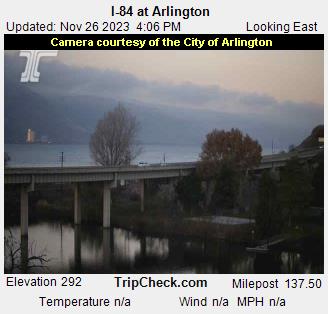 I-84 at Arlington
Updated: Nov 26 2023 4:06 PM Looking East
Camera courtesy of the City of Arlington
Elevation 292 TripCheck.com Milepost 137.50
Temperature n/a Wind n/a MPH n/a